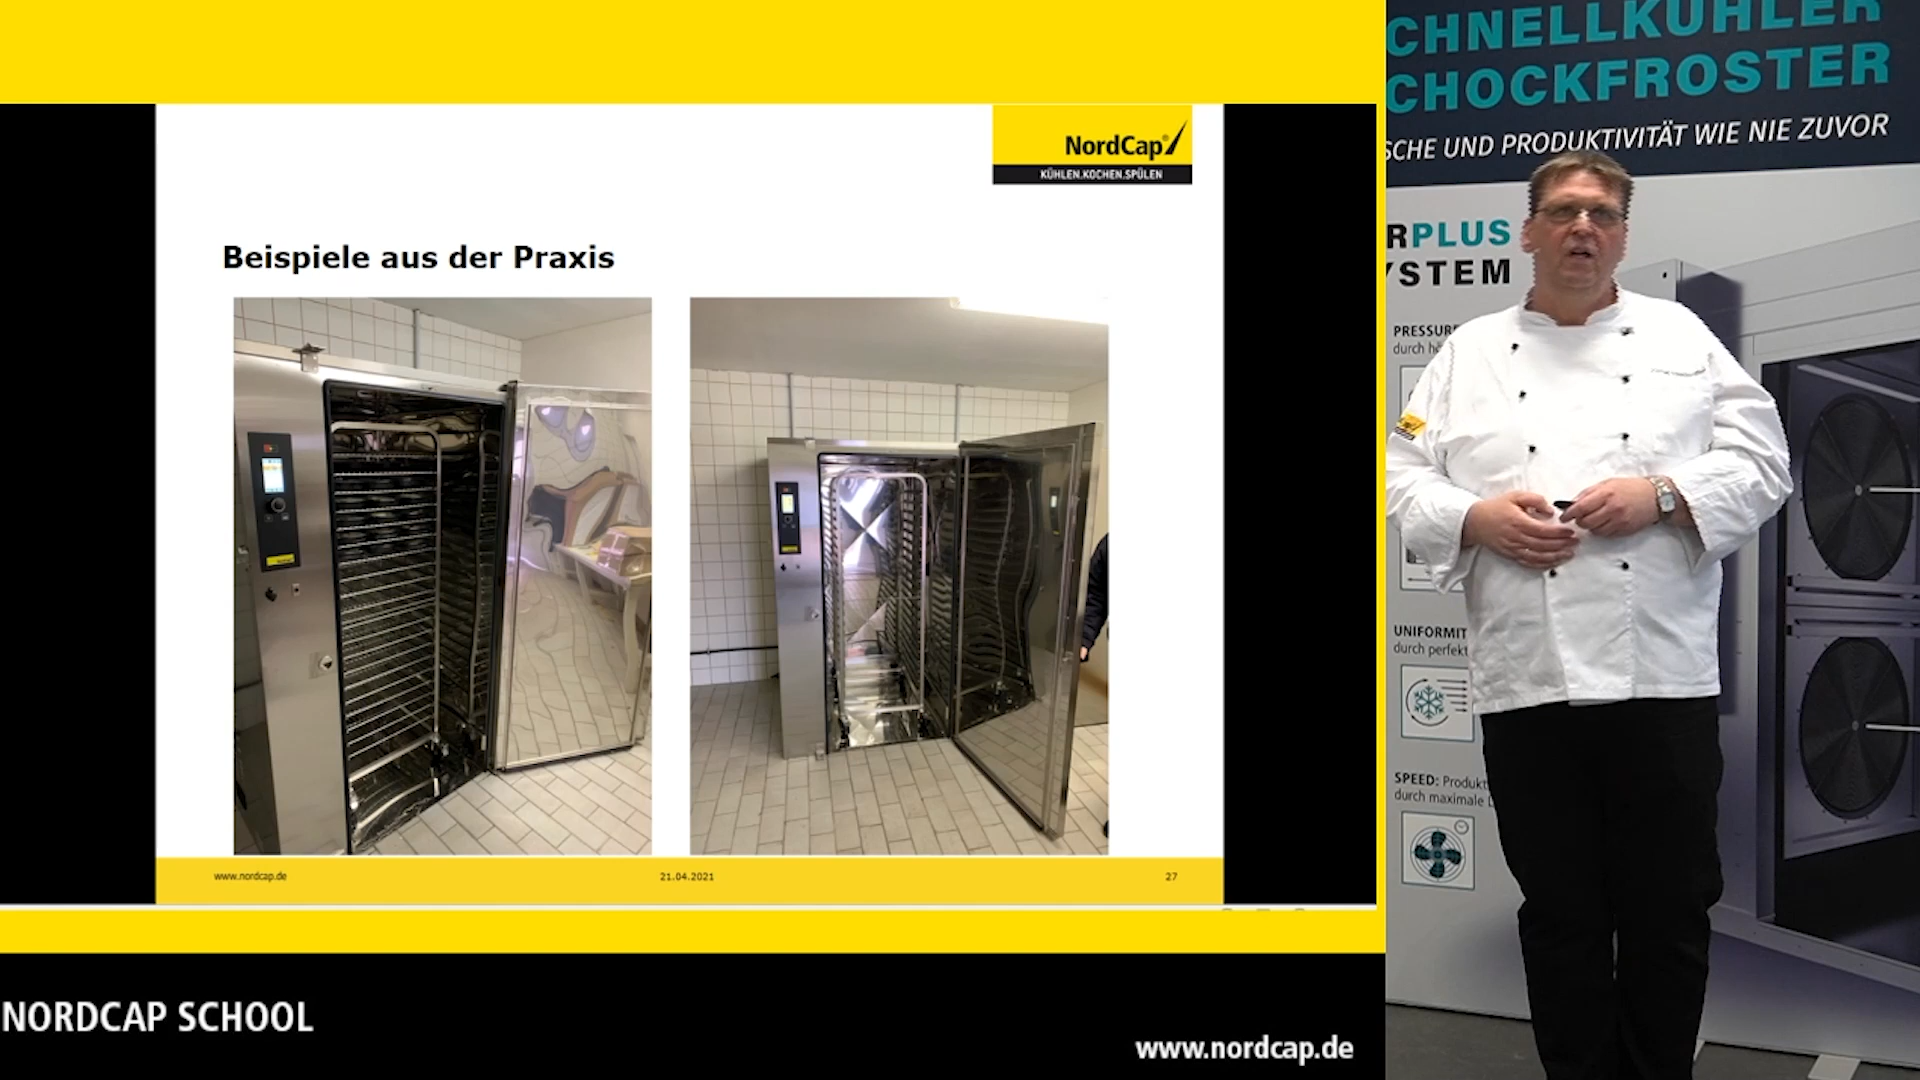 NordCap®
KÜHLEN.KOCHEN.SPÜLEN
Beispiele aus der Praxis
www.nordcap.de
21.04.2021
27
NORDCAP SCHOOL
www.nordcap.de
CHNELLKÜHLER
CHOCKFROSTER
SCHE UND PRODUKTIVITÄT WIE NIE ZUVOR
RPLUS
YSTEM
PRESSUR
durch hö
UNIFORMIT
durch perfekt
SPEED: Produkt
durch maximale L